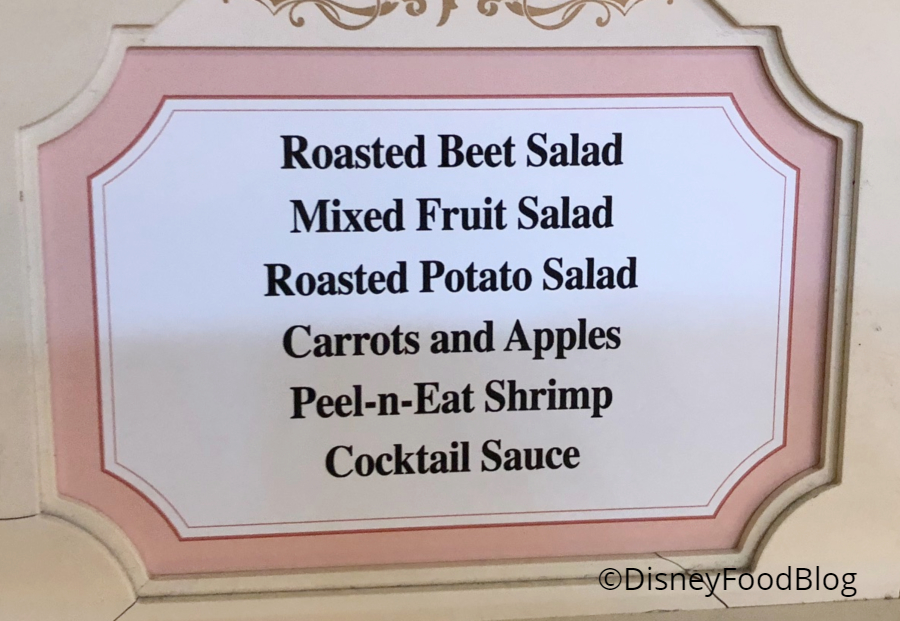 Roasted Beet Salad
Mixed Fruit Salad
Roasted Potato Salad
Carrots and Apples
Peel-n-Eat Shrimp
Cocktail Sauce
©DisneyFoodBlog